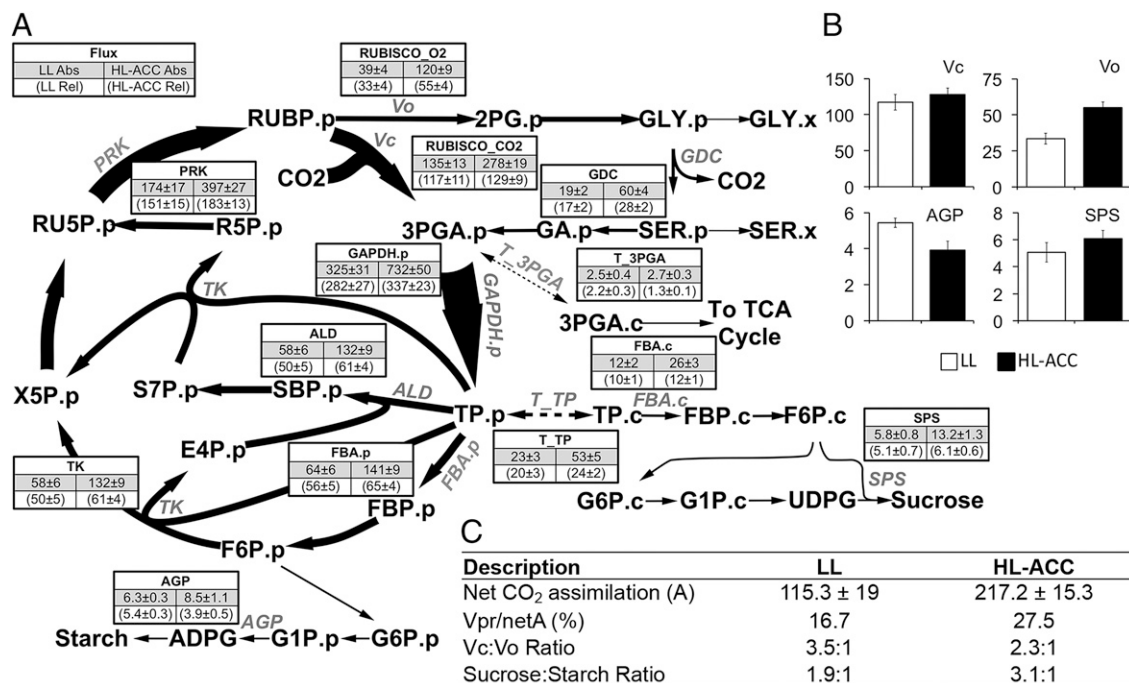 A
Flux
LL Abs HL-ACC Abs
(LL Rel) (HL-ACC Rel)
RUBISCO_O2
39±4 120±9
(33±4) (55±4)
Vo
RUBP.p 2PG.p GLY.p GLY.x
PRK
Vc
RUBISCO_CO2
135±13 278±19
(117±11) (129±9)
CO2
GDC
CO2
PRK
174±17 397±27
(151±15) (183±13)
GDC
19±2 60±4
(17±2) (28±2)
RU5P.p R5P.p
3PGA.p GA.p SER.p SER.x
GAPDH.p
325±31 732±50
(282±27) (337±23)
T_3PGA
T_3PGA
2.5±0.4 2.7±0.3
(2.2±0.3) (1.3±0.1)
TK
GAPDH.p
3PGA.c To TCA
Cycle
ALD
58±6 132±9
(50±5) (61±4)
FBA.c
12±2 26±3
(10±1) (12±1)
X5P.p S7P.p SBP.p ALD
TP.p T_TP TP.c FBA.c FBP.c F6P.c
T_TP
23±3 53±5
(20±3) (24±2)
SPS
5.8±0.8 13.2±1.3
(5.1±0.7) (6.1±0.6)
E4P.p
TK
58±6 132±9
(50±5) (61±4)
TK
FBA.p
64±6 141±9
(56±5) (65±4)
FBA.p
FBP.p
G6P.c G1P.c UDPG SPS Sucrose
F6P.p
AGP
6.3±0.3 8.5±1.1
(5.4±0.3) (3.9±0.5)
AGP
Starch ADPG G1P.p G6P.p
B
Vc
150
100
50
0
Vo
75
50
25
0
AGP
6
4
2
0
SPS
8
6
4
2
0
LL HL-ACC
C
Description LL HL-ACC
Net CO₂ assimilation (A) 115.3 ± 19 217.2 ± 15.3
Vpr/netA (%) 16.7 27.5
Vc:Vo Ratio 3.5:1 2.3:1
Sucrose:Starch Ratio 1.9:1 3.1:1